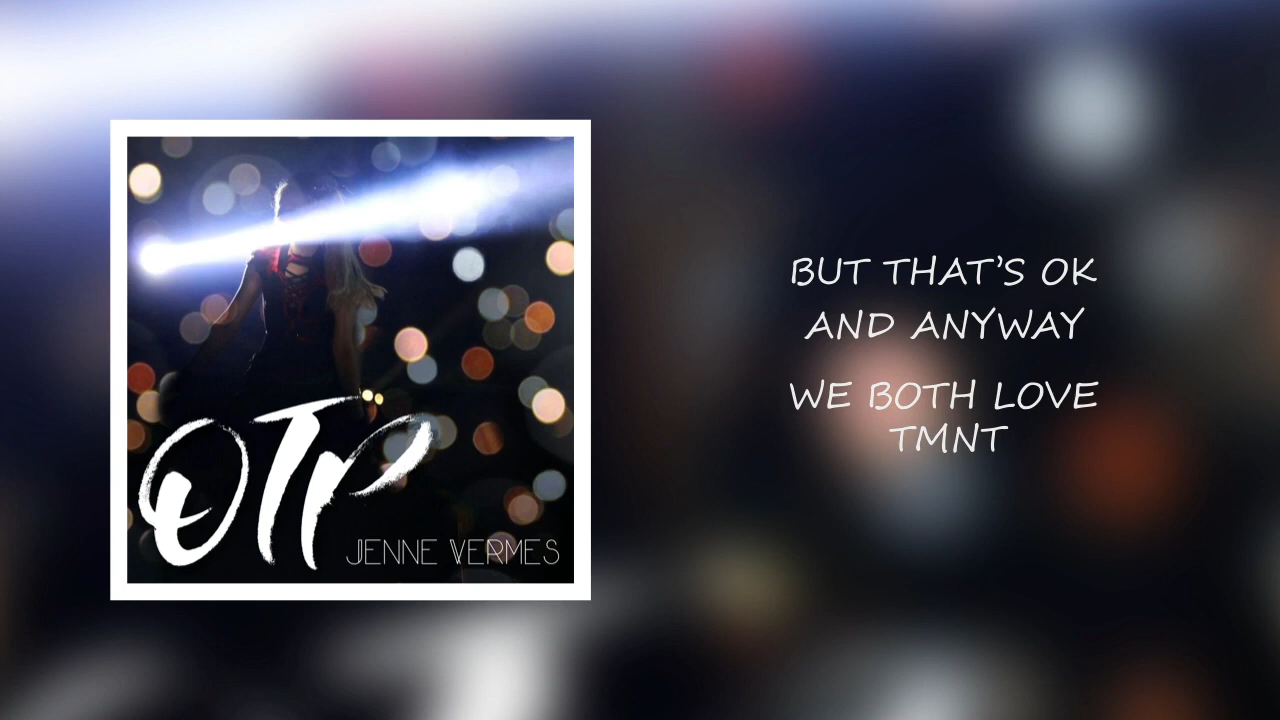 OTP
JENNE VERMES
BUT THAT'S OK
AND ANYWAY
WE BOTH LOVE
TMNT